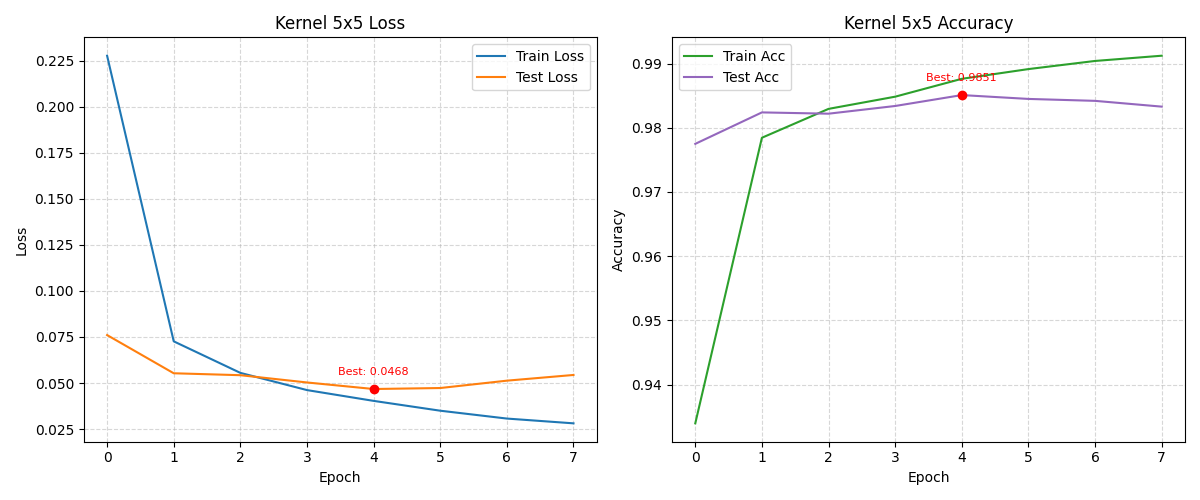 Kernel 5x5 Loss
Train Loss
Test Loss
Best: 0.0468
0.225
0.200
0.175
0.150
0.125
0.100
0.075
0.050
0.025
Loss
0 1 2 3 4 5 6 7
Epoch
Kernel 5x5 Accuracy
Train Acc
Test Acc
Best: 0.9851
0.99
0.98
0.97
0.96
0.95
0.94
Accuracy
0 1 2 3 4 5 6 7
Epoch